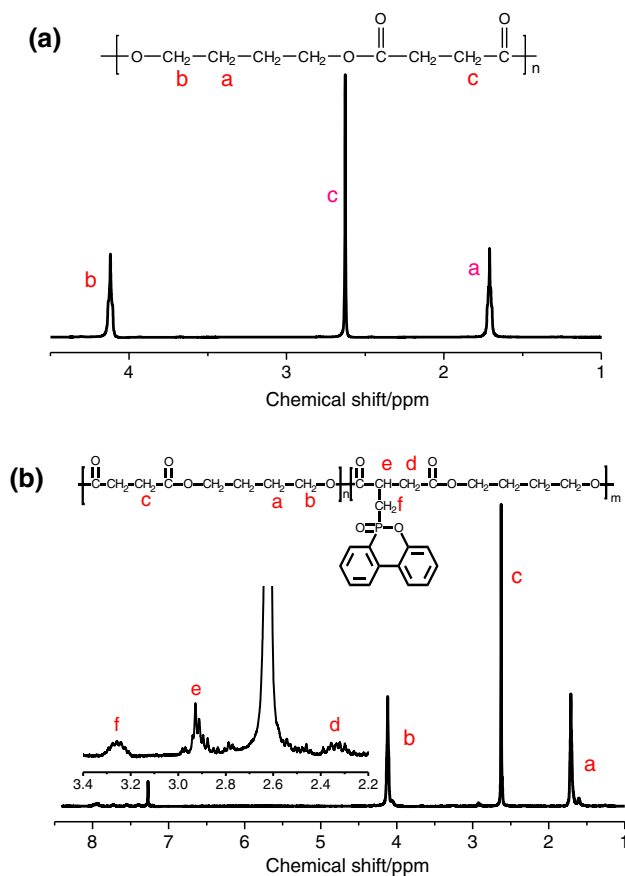 (a)
O O
[ O—CH₂—CH₂—CH₂—CH₂—O—C—CH₂—CH₂—C ]n
b a c
c
b
a
4 3 2 1
Chemical shift/ppm
(b)
e d
O O O O
[ C—CH₂—CH₂—C—O—CH₂—CH₂—CH₂—CH₂—O ]n [ C—CH—CH₂—C—O—CH₂—CH₂—CH₂—CH₂—O ]m
c a b
CH₂f
O=P—O
c
e
f
d
b
a
3.4 3.2 3.0 2.8 2.6 2.4 2.2
8 7 6 5 4 3 2 1
Chemical shift/ppm